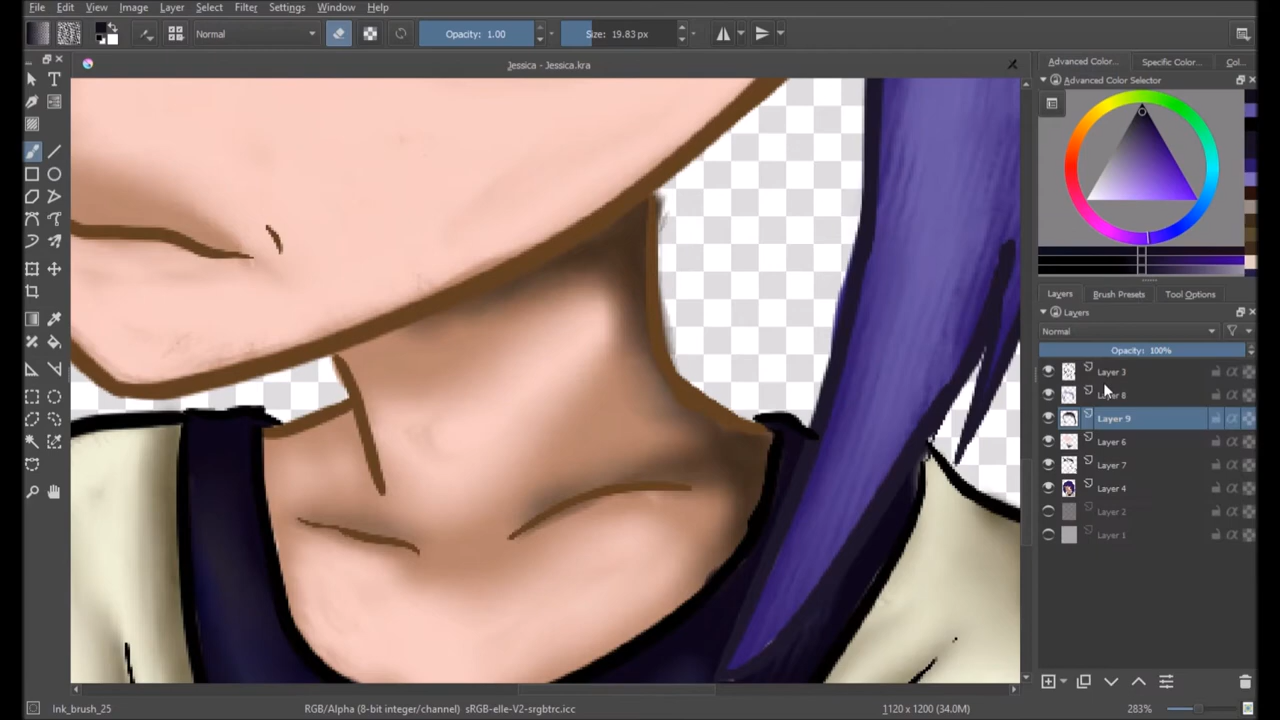 File Edit View Image Layer Select Filter Settings Window Help
Normal Opacity: 1.00 Size: 19.83 px
Jessica - Jessica.kra
Advanced Color... Specific Color... Col...
Advanced Color Selector
Layers Brush Presets Tool Options
Layers
Normal
Opacity: 100%
Layer 3
Layer 8
Layer 9
Layer 6
Layer 7
Layer 4
Layer 2
Layer 1
Ink_brush_25 RGB/Alpha (8-bit integer/channel) sRGB-elle-V2-srgbtrc.icc 1120 x 1200 (34.0M) 283%